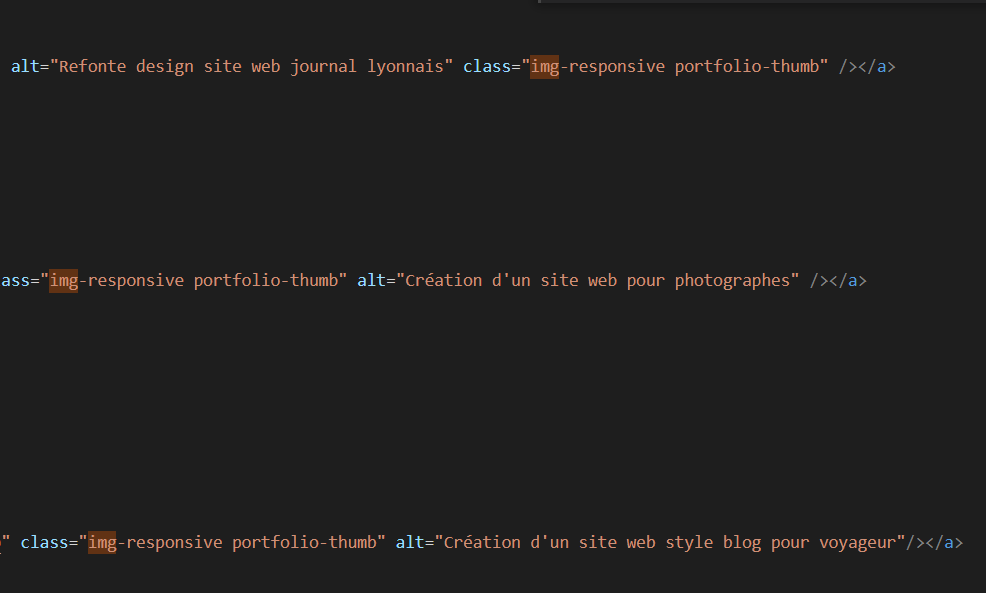 alt="Refonte design site web journal lyonnais" class="img-responsive portfolio-thumb" /></a>
ass="img-responsive portfolio-thumb" alt="Création d'un site web pour photographes" /></a>
" class="img-responsive portfolio-thumb" alt="Création d'un site web style blog pour voyageur"/></a>